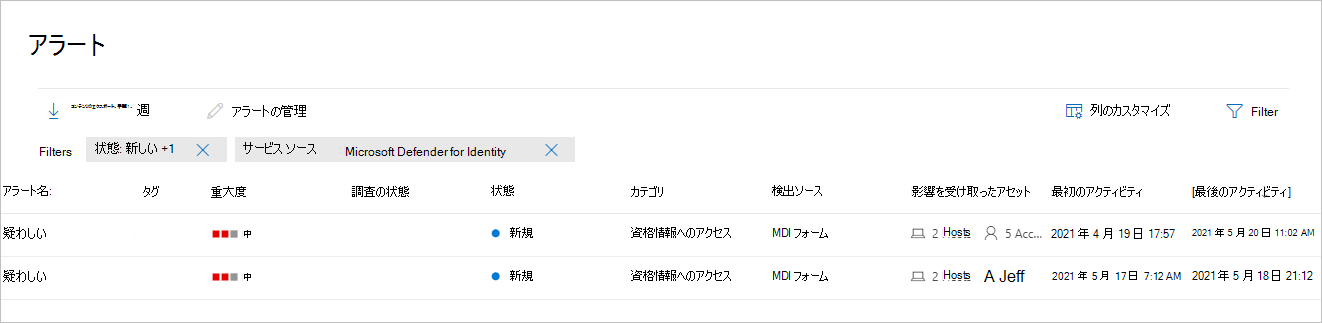 アラート
週 アラートの管理 列のカスタマイズ Filter
Filters 状態: 新しい +1 サービス ソース Microsoft Defender for Identity
アラート名: タグ 重大度 調査の状態 状態 カテゴリ 検出ソース 影響を受け取ったアセット 最初のアクティビティ [最後のアクティビティ]
疑わしい 中 新規 資格情報へのアクセス MDI フォーム 2 Hosts 5 Acc... 2021 年 4 月 19 日 17:57 2021 年 5 月 20 日 11:02 AM
疑わしい 中 新規 資格情報へのアクセス MDI フォーム 2 Hosts A Jeff 2021 年 5 月 17日 7:12 AM 2021 年 5 月 18日 21:12